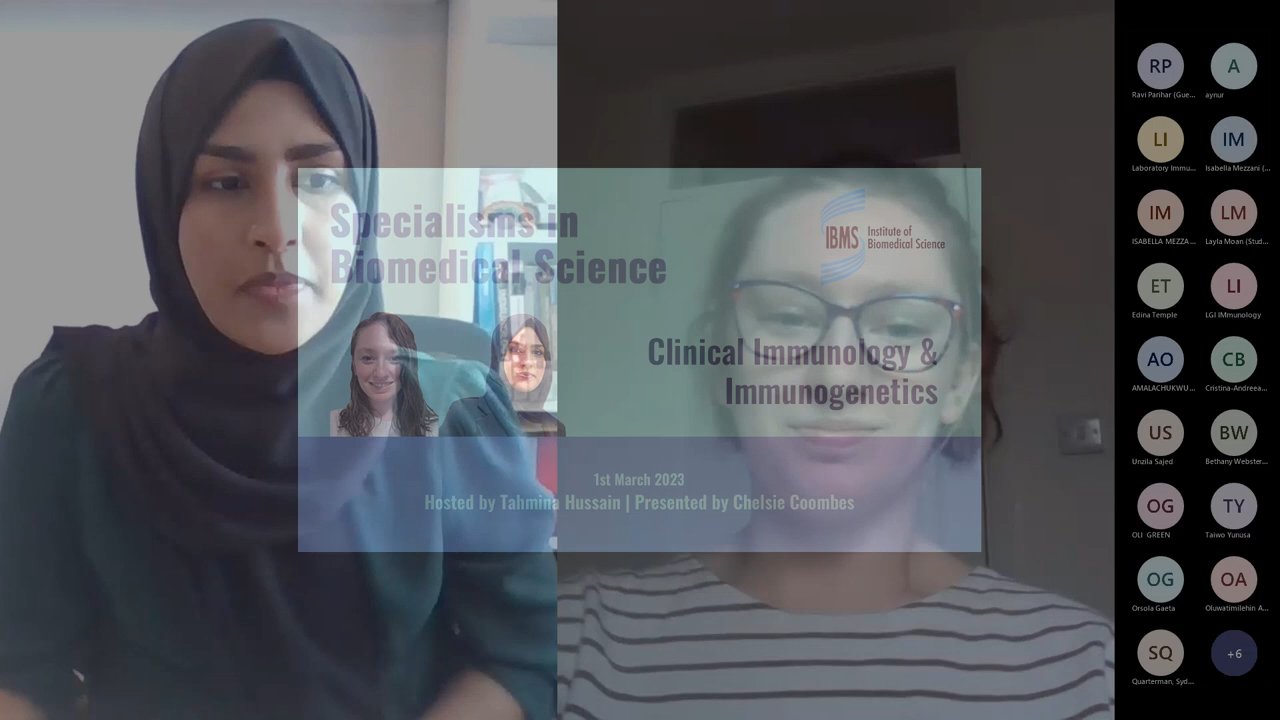 Specialisms in
Biomedical Science
IBMS
Institute of
Biomedical Science
Clinical Immunology &
Immunogenetics
1st March 2023
Hosted by Tahmina Hussain | Presented by Chelsie Coombes
RP
Ravi Parihar (Gue...
A
aynur
LI
Laboratory Immu...
IM
Isabella Mezzani (...
IM
ISABELLA MEZZA...
LM
Layla Moan (Stud...
ET
Edina Temple
LI
LGI IMmunology
AO
AMALACHUKWU...
CB
Cristina-Andreea...
US
Unzila Sajed
BW
Bethany Webster...
OG
OLI GREEN
TY
Taiwo Yunusa
OG
Orsola Gaeta
OA
Oluwatimilehin A...
SQ
Quarterman, Syd...
+6